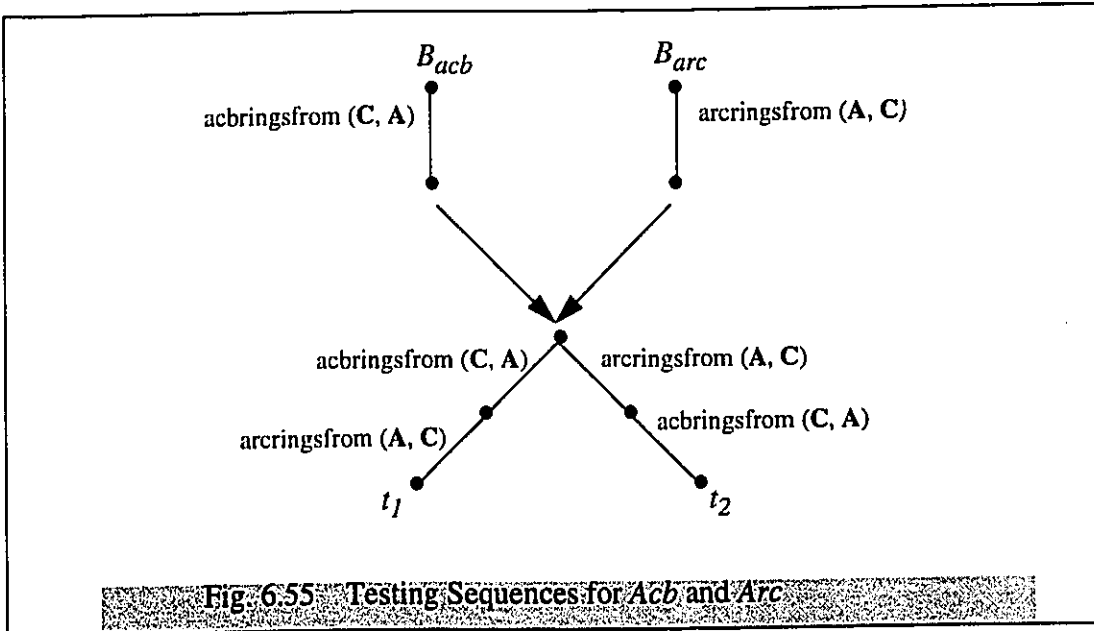 B_acb B_arc
acbringsfrom (C, A) arcringsfrom (A, C)
acbringsfrom (C, A) arcringsfrom (A, C)
arcringsfrom (A, C) acbringsfrom (C, A)
t_1 t_2
Fig. 6.55 Testing Sequences for Acb and Arc